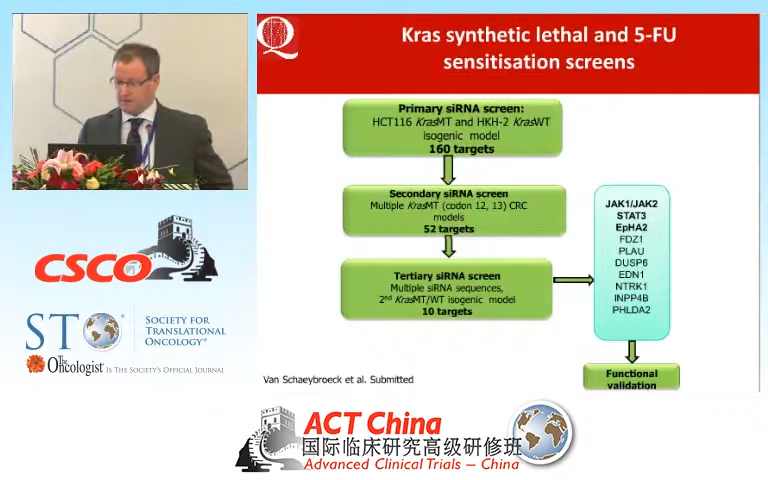 Kras synthetic lethal and 5-FU
sensitisation screens
Primary siRNA screen:
HCT116 KrasMT and HKH-2 KrasWT
isogenic model
160 targets
Secondary siRNA screen
Multiple KrasMT (codon 12, 13) CRC
models
52 targets
Tertiary siRNA screen
Multiple siRNA sequences,
2nd KrasMT/WT isogenic model
10 targets
JAK1/JAK2
STAT3
EpHA2
FDZ1
PLAU
DUSP6
EDN1
NTRK1
INPP4B
PHLDA2
Functional
validation
Van Schaeybroeck et al. Submitted
CSCO
STO
SOCIETY FOR
TRANSLATIONAL
ONCOLOGY®
The
Oncologist® IS THE SOCIETY'S OFFICIAL JOURNAL
ACT China
国际临床研究高级研修班
Advanced Clinical Trials – China